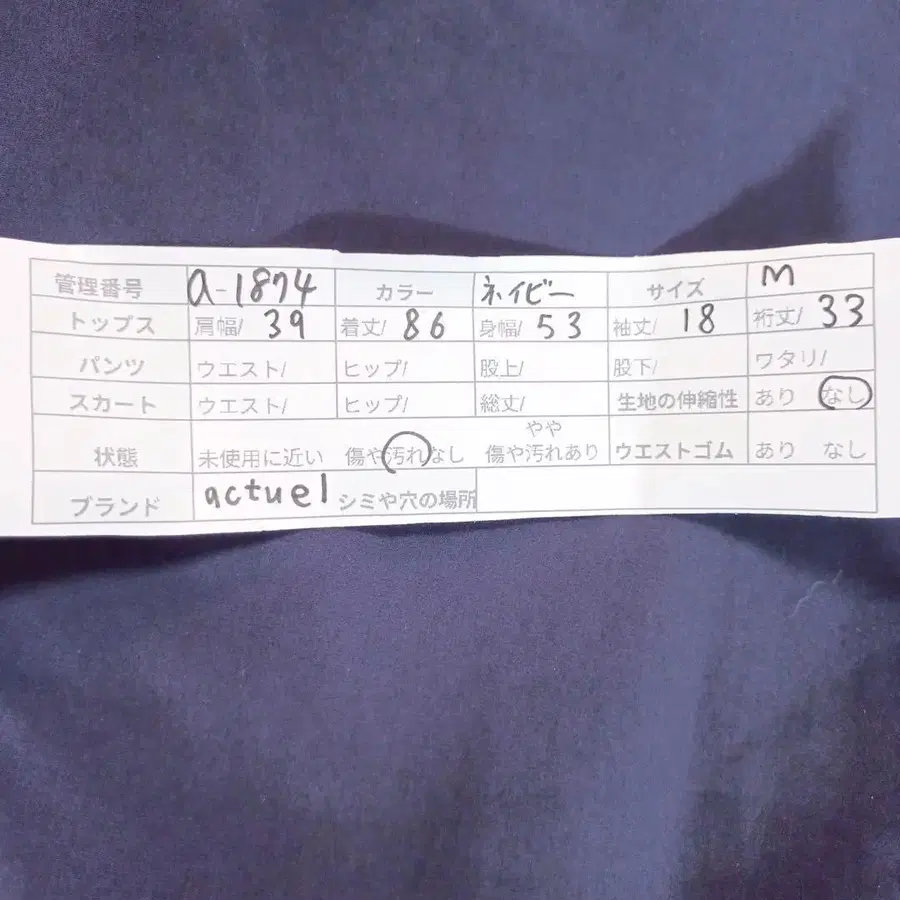 管理番号 a-1874 カラー ネイビー サイズ M
トップス 肩幅/ 39 着丈/ 86 身幅/ 53 袖丈/ 18 裄丈/ 33
パンツ ウエスト/ ヒップ/ 股上/ 股下/ ワタリ/
スカート ウエスト/ ヒップ/ 総丈/ 生地の伸縮性 あり なし
やや
状態 未使用に近い 傷や汚れなし 傷や汚れあり ウエストゴム あり なし
ブランド actuel シミや穴の場所